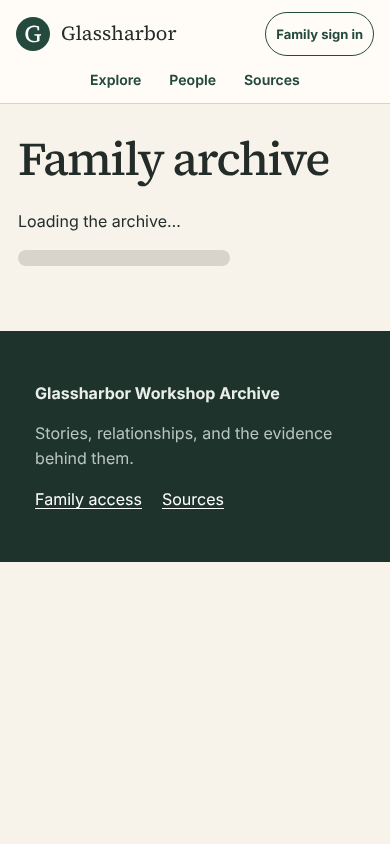 G Glassharbor
Family sign in
Explore People Sources
Family archive
Loading the archive...
Glassharbor Workshop Archive
Stories, relationships, and the evidence
behind them.
Family access Sources